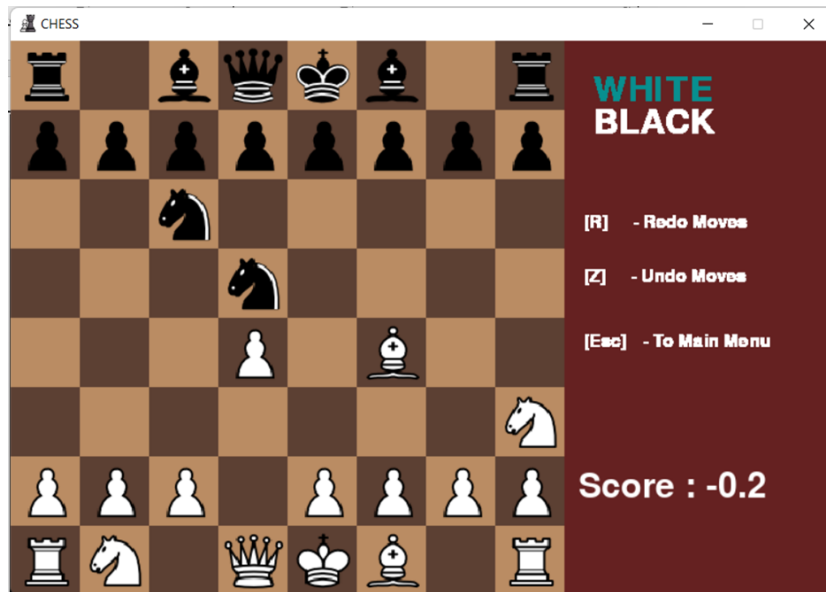 CHESS
WHITE
BLACK
[R] - Redo Moves
[Z] - Undo Moves
[Esc] - To Main Menu
Score : -0.2